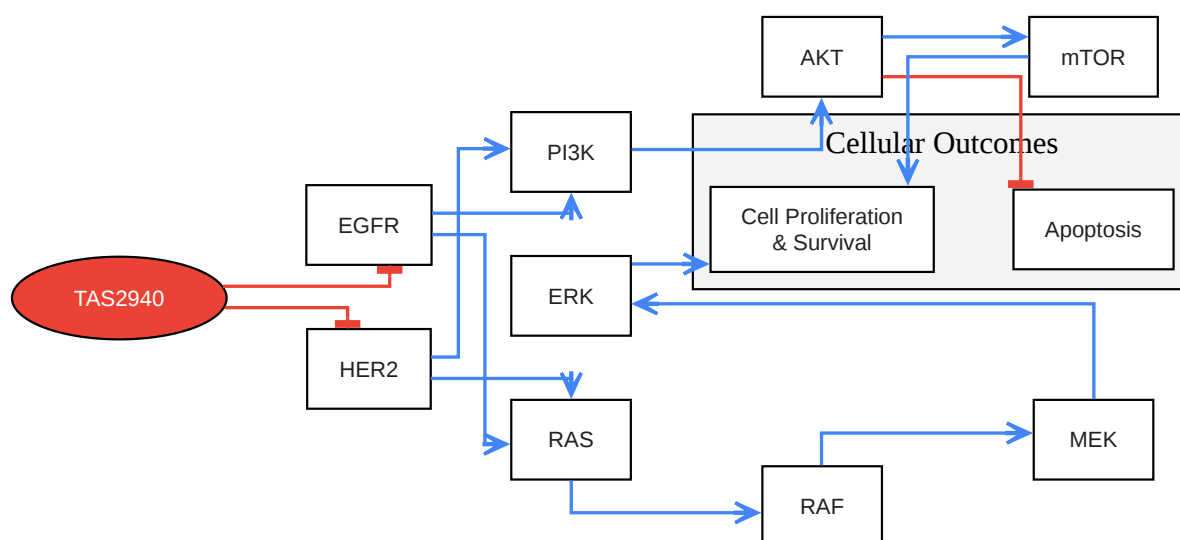 AKT
mTOR
PI3K
Cellular Outcomes
EGFR
Cell Proliferation
& Survival
Apoptosis
TAS2940
ERK
HER2
RAS
MEK
RAF